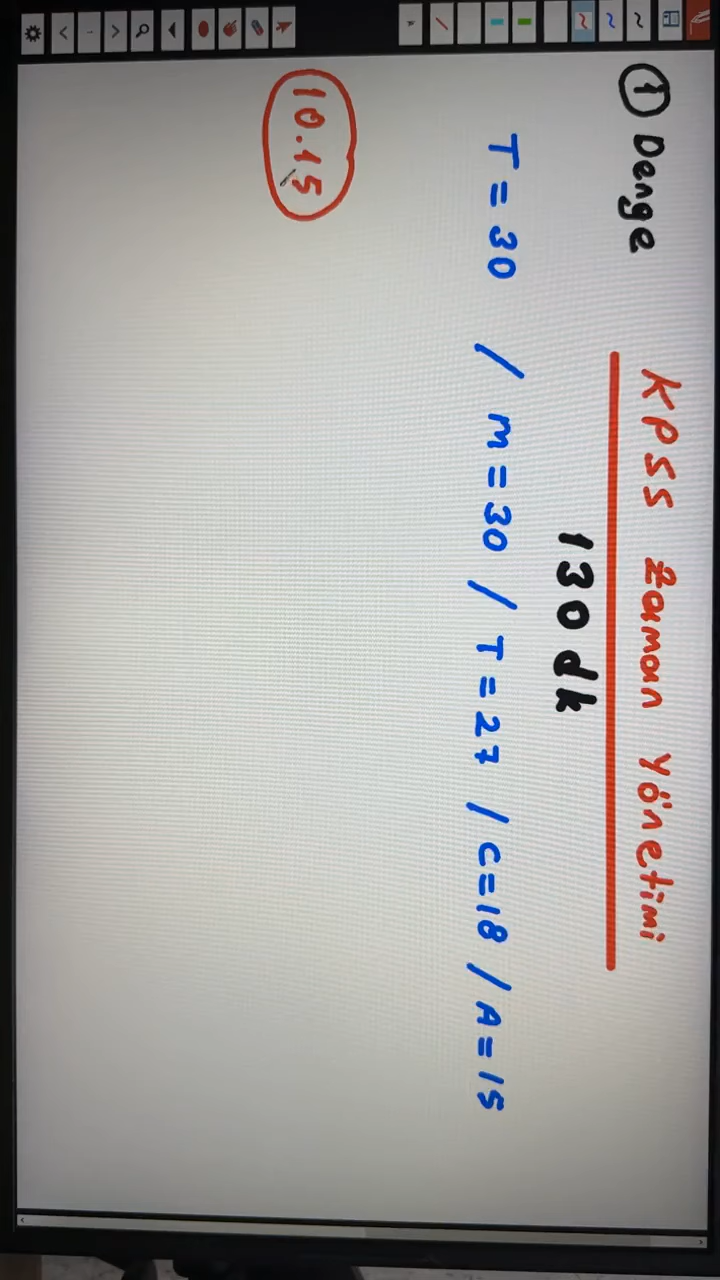 KPSS Zaman Yönetimi
1 Denge
130 dk
T = 30 / m = 30 / T = 27 / C = 18 / A = 15
10.15